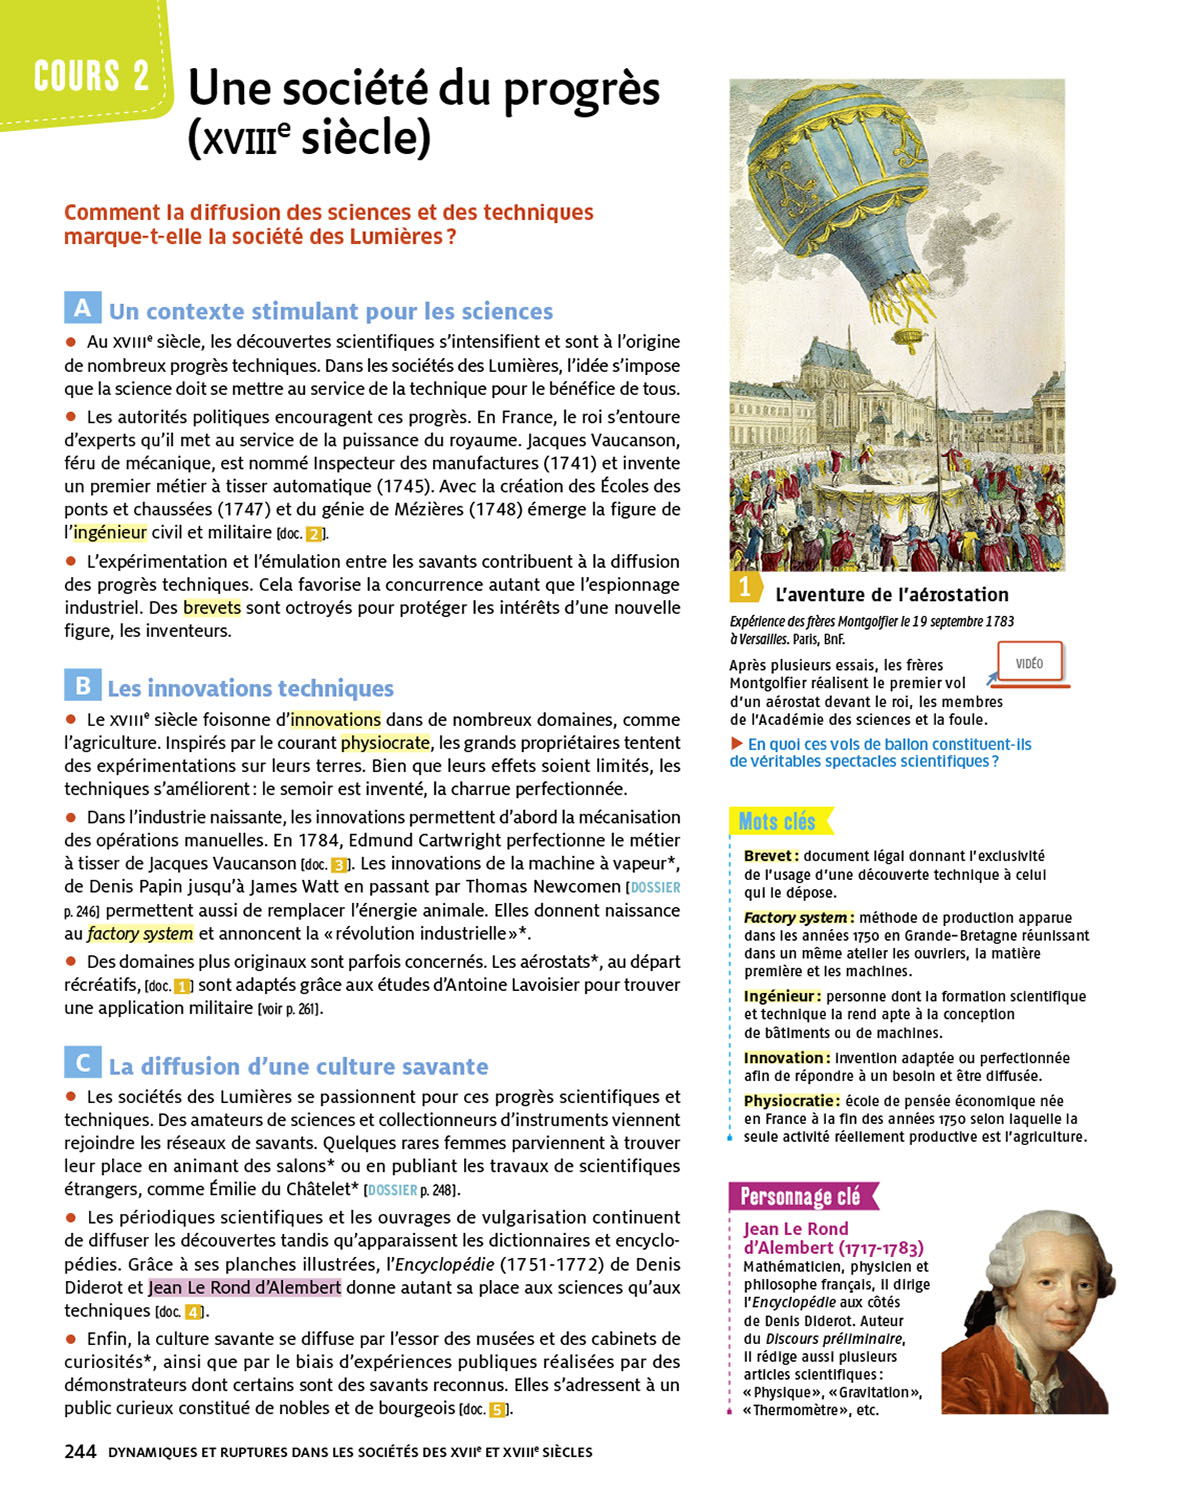 COURS 2
Une société du progrès
(XVIIIe siècle)
Comment la diffusion des sciences et des techniques
marque-t-elle la société des Lumières ?
A Un contexte stimulant pour les sciences
• Au XVIIIe siècle, les découvertes scientifiques s'intensifient et sont à l'origine
de nombreux progrès techniques. Dans les sociétés des Lumières, l'idée s'impose
que la science doit se mettre au service de la technique pour le bénéfice de tous.
• Les autorités politiques encouragent ces progrès. En France, le roi s'entoure
d'experts qu'il met au service de la puissance du royaume. Jacques Vaucanson,
féru de mécanique, est nommé Inspecteur des manufactures (1741) et invente
un premier métier à tisser automatique (1745). Avec la création des Écoles des
ponts et chaussées (1747) et du génie de Mézières (1748) émerge la figure de
l'ingénieur civil et militaire [doc. 2].
• L'expérimentation et l'émulation entre les savants contribuent à la diffusion
des progrès techniques. Cela favorise la concurrence autant que l'espionnage
industriel. Des brevets sont octroyés pour protéger les intérêts d'une nouvelle
figure, les inventeurs.
B Les innovations techniques
• Le XVIIIe siècle foisonne d'innovations dans de nombreux domaines, comme
l'agriculture. Inspirés par le courant physiocrate, les grands propriétaires tentent
des expérimentations sur leurs terres. Bien que leurs effets soient limités, les
techniques s'améliorent : le semoir est inventé, la charrue perfectionnée.
• Dans l'industrie naissante, les innovations permettent d'abord la mécanisation
des opérations manuelles. En 1784, Edmund Cartwright perfectionne le métier
à tisser de Jacques Vaucanson [doc. 3]. Les innovations de la machine à vapeur*,
de Denis Papin jusqu'à James Watt en passant par Thomas Newcomen [DOSSIER
p. 246] permettent aussi de remplacer l'énergie animale. Elles donnent naissance
au factory system et annoncent la « révolution industrielle »*.
• Des domaines plus originaux sont parfois concernés. Les aérostats*, au départ
récréatifs, [doc. 1] sont adaptés grâce aux études d'Antoine Lavoisier pour trouver
une application militaire [voir p. 261].
C La diffusion d'une culture savante
• Les sociétés des Lumières se passionnent pour ces progrès scientifiques et
techniques. Des amateurs de sciences et collectionneurs d'instruments viennent
rejoindre les réseaux de savants. Quelques rares femmes parviennent à trouver
leur place en animant des salons* ou en publiant les travaux de scientifiques
étrangers, comme Émilie du Châtelet* [DOSSIER p. 248].
• Les périodiques scientifiques et les ouvrages de vulgarisation continuent
de diffuser les découvertes tandis qu'apparaissent les dictionnaires et encyclo-
pédies. Grâce à ses planches illustrées, l'Encyclopédie (1751-1772) de Denis
Diderot et Jean Le Rond d'Alembert donne autant sa place aux sciences qu'aux
techniques [doc. 4].
• Enfin, la culture savante se diffuse par l'essor des musées et des cabinets de
curiosités*, ainsi que par le biais d'expériences publiques réalisées par des
démonstrateurs dont certains sont des savants reconnus. Elles s'adressent à un
public curieux constitué de nobles et de bourgeois [doc. 5].
1 L'aventure de l'aérostation
Expérience des frères Montgolfier le 19 septembre 1783
à Versailles. Paris, BnF.
VIDÉO
Après plusieurs essais, les frères
Montgolfier réalisent le premier vol
d'un aérostat devant le roi, les membres
de l'Académie des sciences et la foule.
▶ En quoi ces vols de ballon constituent-ils
de véritables spectacles scientifiques ?
Mots clés
Brevet : document légal donnant l'exclusivité
de l'usage d'une découverte technique à celui
qui le dépose.
Factory system : méthode de production apparue
dans les années 1750 en Grande-Bretagne réunissant
dans un même atelier les ouvriers, la matière
première et les machines.
Ingénieur : personne dont la formation scientifique
et technique la rend apte à la conception
de bâtiments ou de machines.
Innovation : invention adaptée ou perfectionnée
afin de répondre à un besoin et être diffusée.
Physiocratie : école de pensée économique née
en France à la fin des années 1750 selon laquelle la
seule activité réellement productive est l'agriculture.
Personnage clé
Jean Le Rond
d'Alembert (1717-1783)
Mathématicien, physicien et
philosophe français, il dirige
l'Encyclopédie aux côtés
de Denis Diderot. Auteur
du Discours préliminaire,
il rédige aussi plusieurs
articles scientifiques :
« Physique », « Gravitation »,
« Thermomètre », etc.
244 DYNAMIQUES ET RUPTURES DANS LES SOCIÉTÉS DES XVIIe ET XVIIIe SIÈCLES